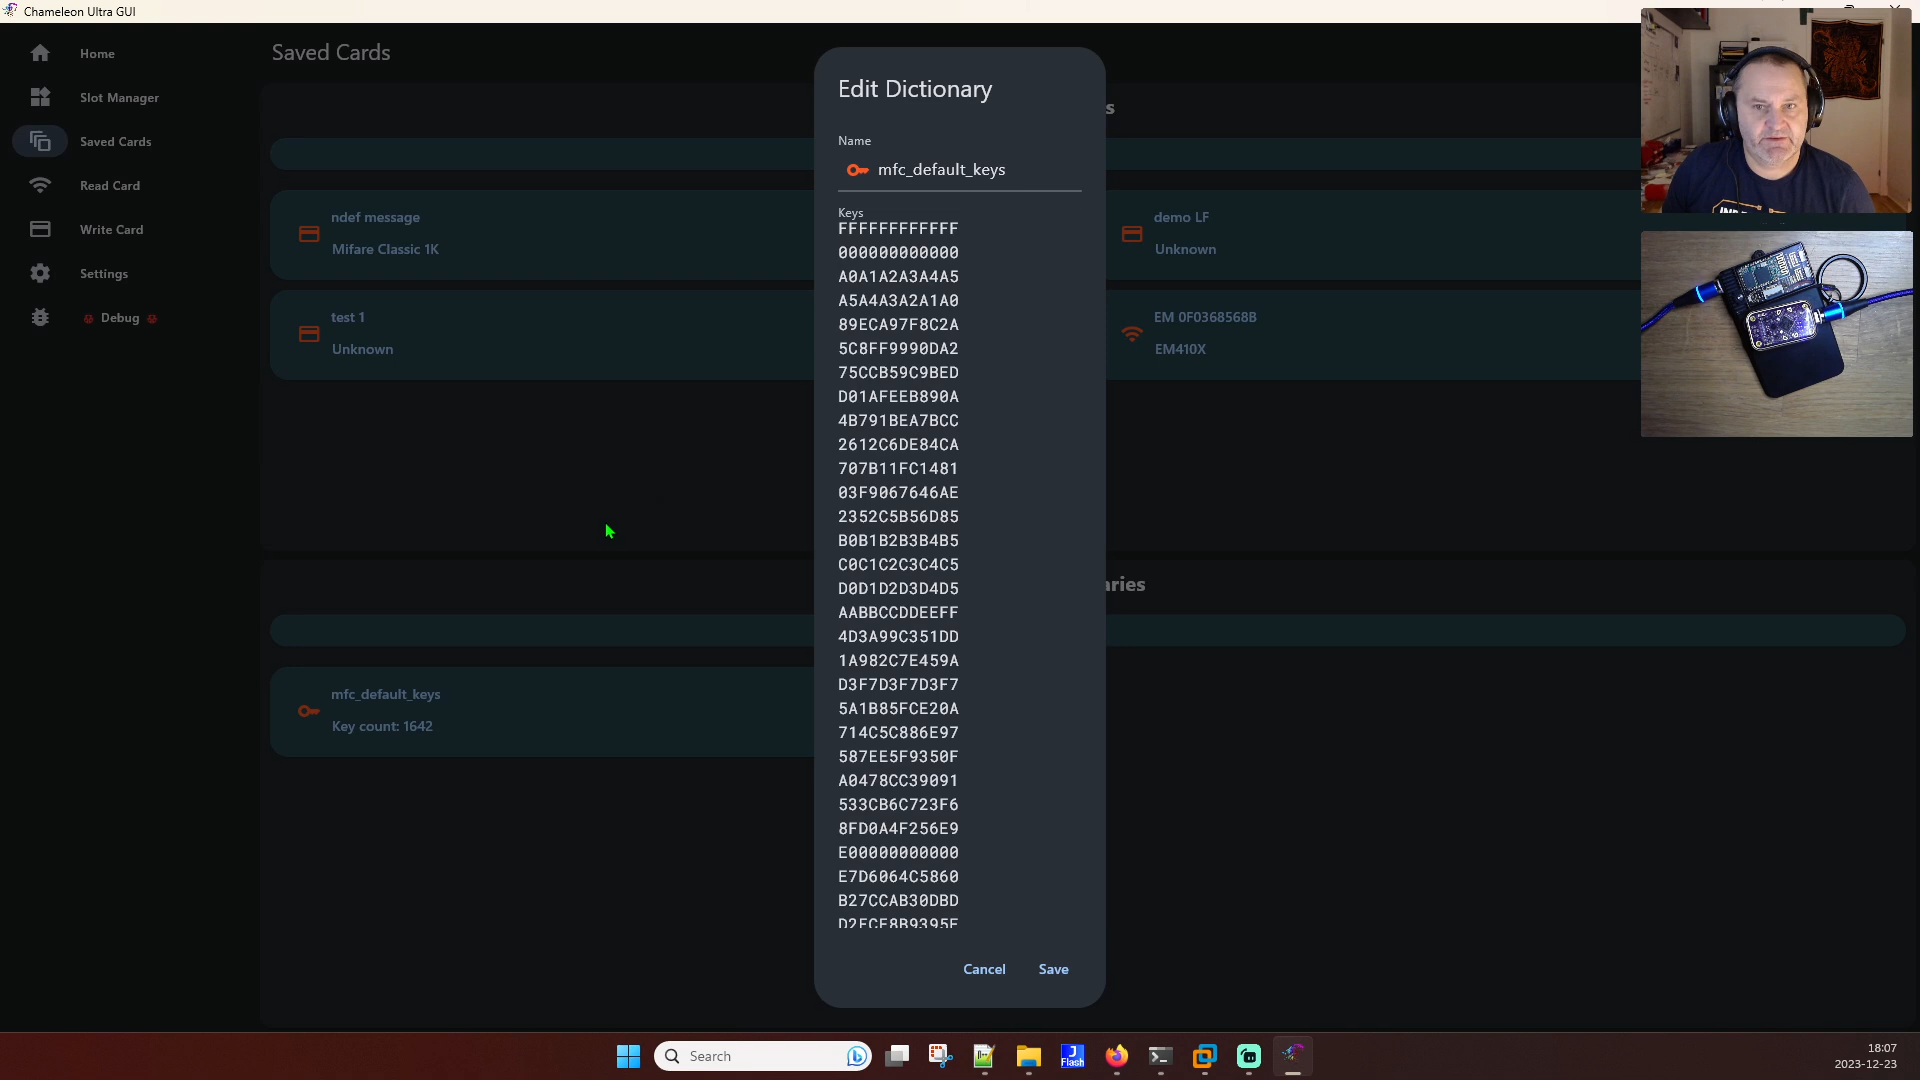 Chameleon Ultra GUI
Home
Slot Manager
Saved Cards
Read Card
Write Card
Settings
Debug
Saved Cards
s
ndef message
Mifare Classic 1K
demo LF
Unknown
test 1
Unknown
EM 0F0368568B
EM410X
aries
mfc_default_keys
Key count: 1642
Edit Dictionary
Name
mfc_default_keys
Keys
FFFFFFFFFFFF
000000000000
A0A1A2A3A4A5
A5A4A3A2A1A0
89ECA97F8C2A
5C8FF9990DA2
75CCB59C9BED
D01AFEEB890A
4B791BEA7BCC
2612C6DE84CA
707B11FC1481
03F9067646AE
2352C5B56D85
B0B1B2B3B4B5
C0C1C2C3C4C5
D0D1D2D3D4D5
AABBCCDDEEFF
4D3A99C351DD
1A982C7E459A
D3F7D3F7D3F7
5A1B85FCE20A
714C5C886E97
587EE5F9350F
A0478CC39091
533CB6C723F6
8FD0A4F256E9
E00000000000
E7D6064C5860
B27CCAB30DBD
Cancel
Save
Search
J
Flash
18:07
2023-12-23